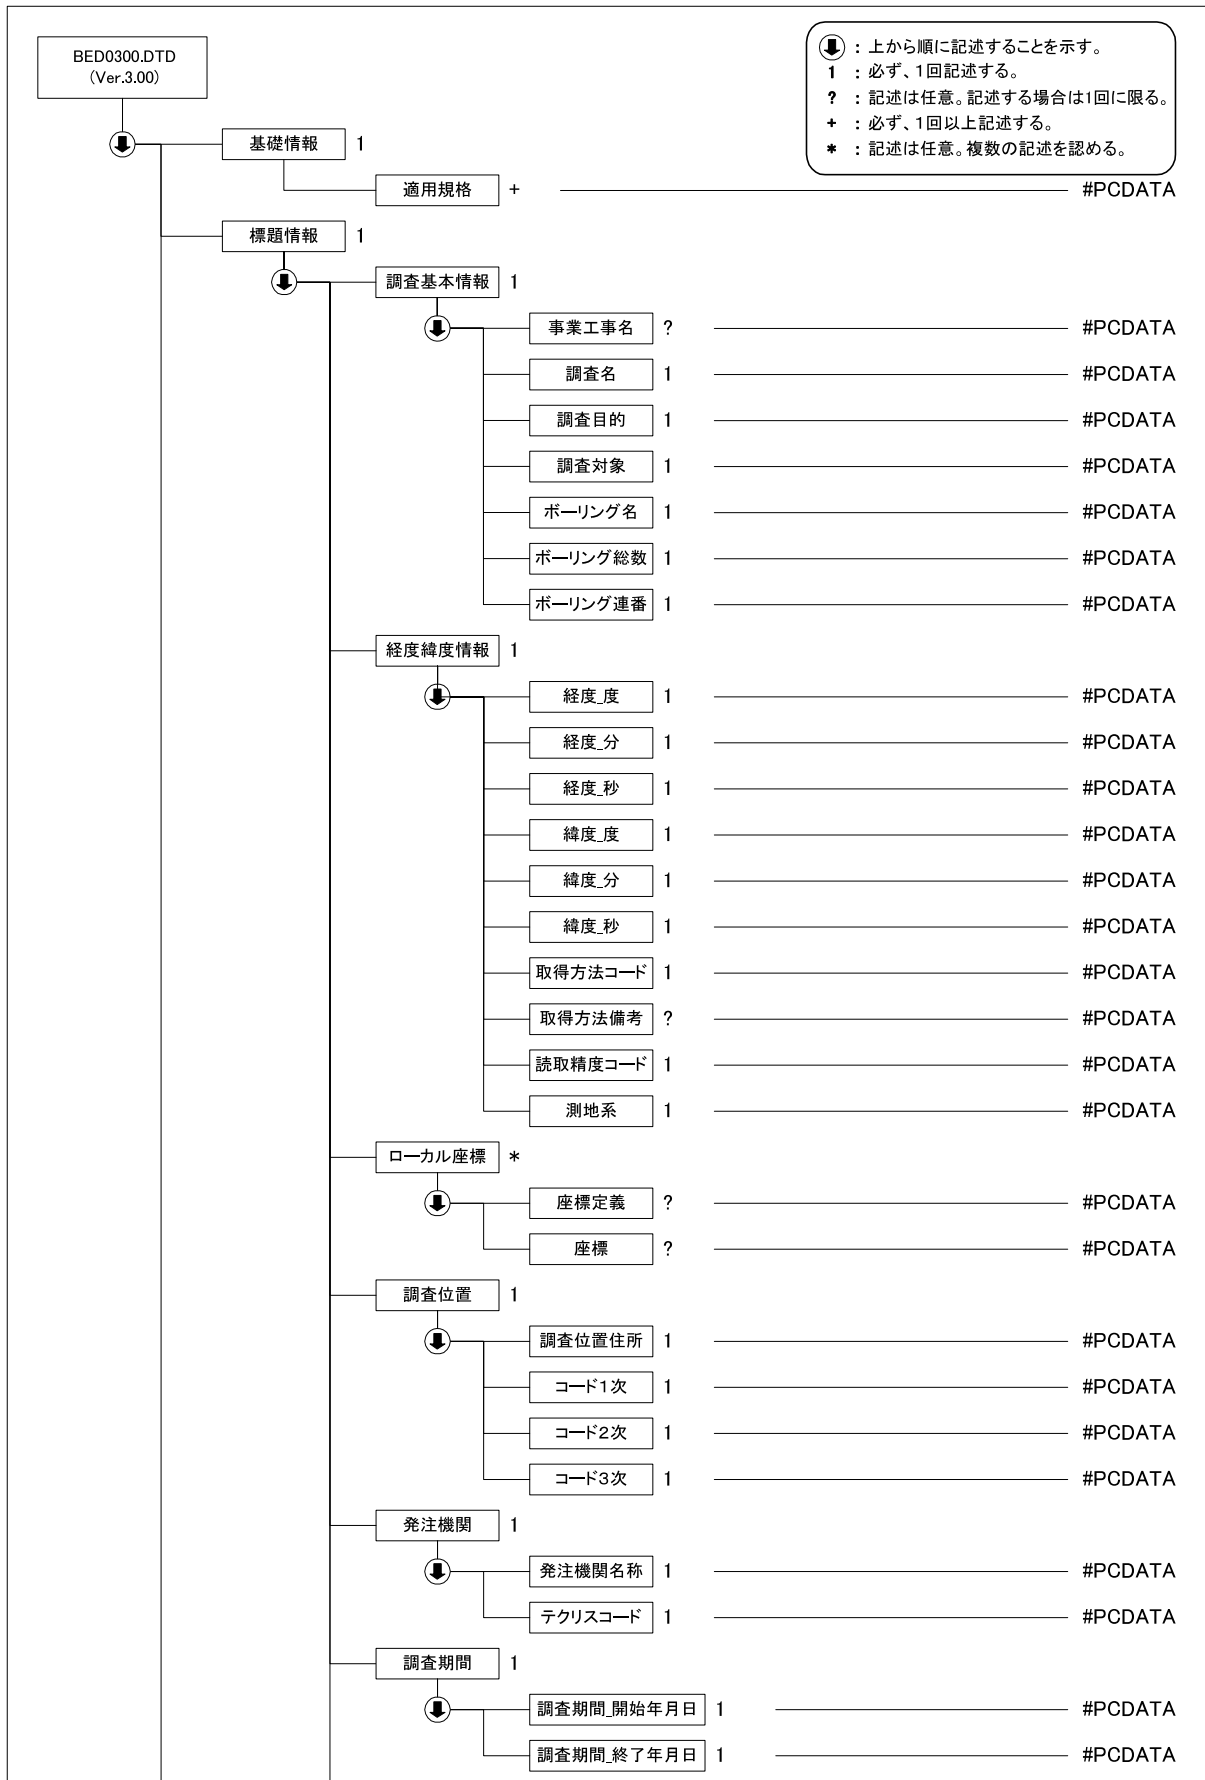 BED0300.DTD
(Ver.3.00)
：上から順に記述することを示す。
1 ：必ず、1回記述する。
? ：記述は任意。記述する場合は1回に限る。
+ ：必ず、1回以上記述する。
* ：記述は任意。複数の記述を認める。
基礎情報 1
適用規格 + #PCDATA
標題情報 1
調査基本情報 1
事業工事名 ? #PCDATA
調査名 1 #PCDATA
調査目的 1 #PCDATA
調査対象 1 #PCDATA
ボーリング名 1 #PCDATA
ボーリング総数 1 #PCDATA
ボーリング連番 1 #PCDATA
経度緯度情報 1
経度_度 1 #PCDATA
経度_分 1 #PCDATA
経度_秒 1 #PCDATA
緯度_度 1 #PCDATA
緯度_分 1 #PCDATA
緯度_秒 1 #PCDATA
取得方法コード 1 #PCDATA
取得方法備考 ? #PCDATA
読取精度コード 1 #PCDATA
測地系 1 #PCDATA
ローカル座標 *
座標定義 ? #PCDATA
座標 ? #PCDATA
調査位置 1
調査位置住所 1 #PCDATA
コード1次 1 #PCDATA
コード2次 1 #PCDATA
コード3次 1 #PCDATA
発注機関 1
発注機関名称 1 #PCDATA
テクリスコード 1 #PCDATA
調査期間 1
調査期間_開始年月日 1 #PCDATA
調査期間_終了年月日 1 #PCDATA